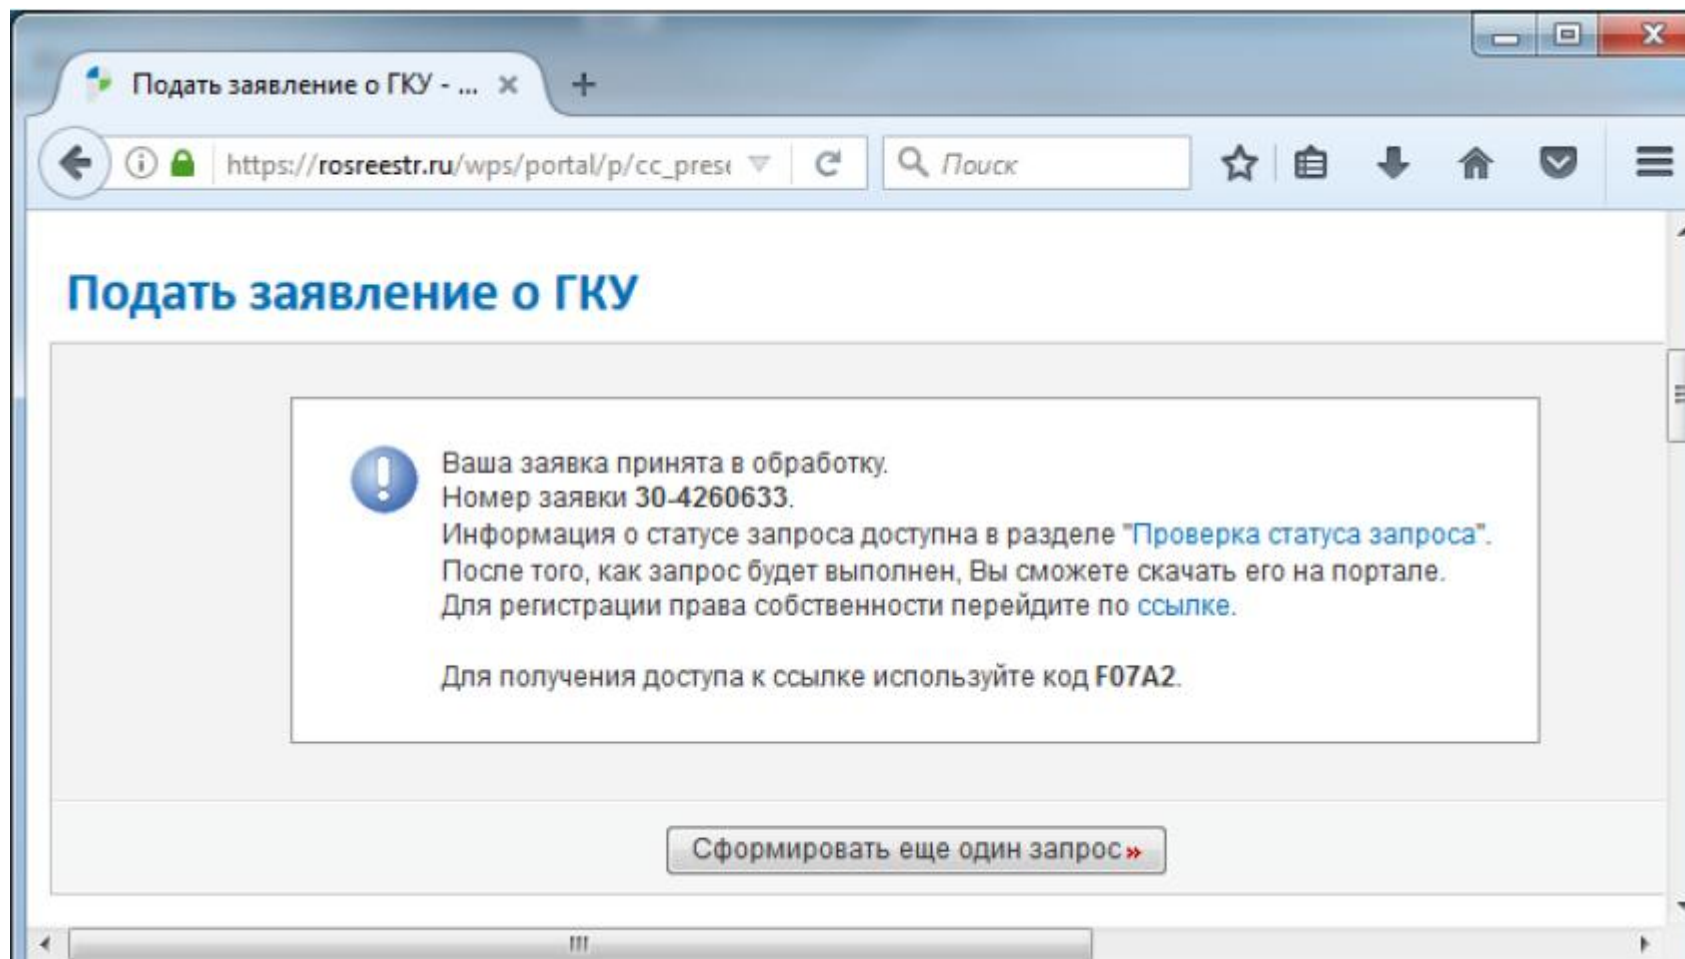 Подать заявление о ГКУ - ...
https://rosreestr.ru/wps/portal/p/cc_prese
Поиск
Подать заявление о ГКУ
Ваша заявка принята в обработку.
Номер заявки 30-4260633.
Информация о статусе запроса доступна в разделе "Проверка статуса запроса".
После того, как запрос будет выполнен, Вы сможете скачать его на портале.
Для регистрации права собственности перейдите по ссылке.
Для получения доступа к ссылке используйте код F07A2.
Сформировать еще один запрос»